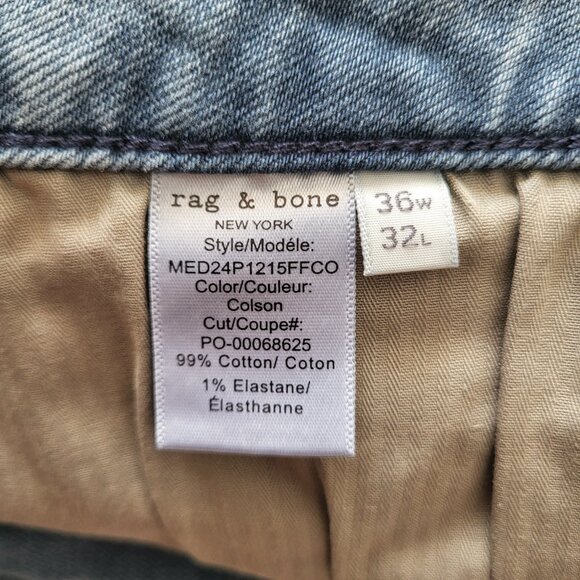 rag & bone
NEW YORK
Style/Modéle:
MED24P1215FFCO
Color/Couleur:
Colson
Cut/Coupe#:
PO-00068625
99% Cotton/ Coton
1% Elastane/
Élasthanne
36W
32L